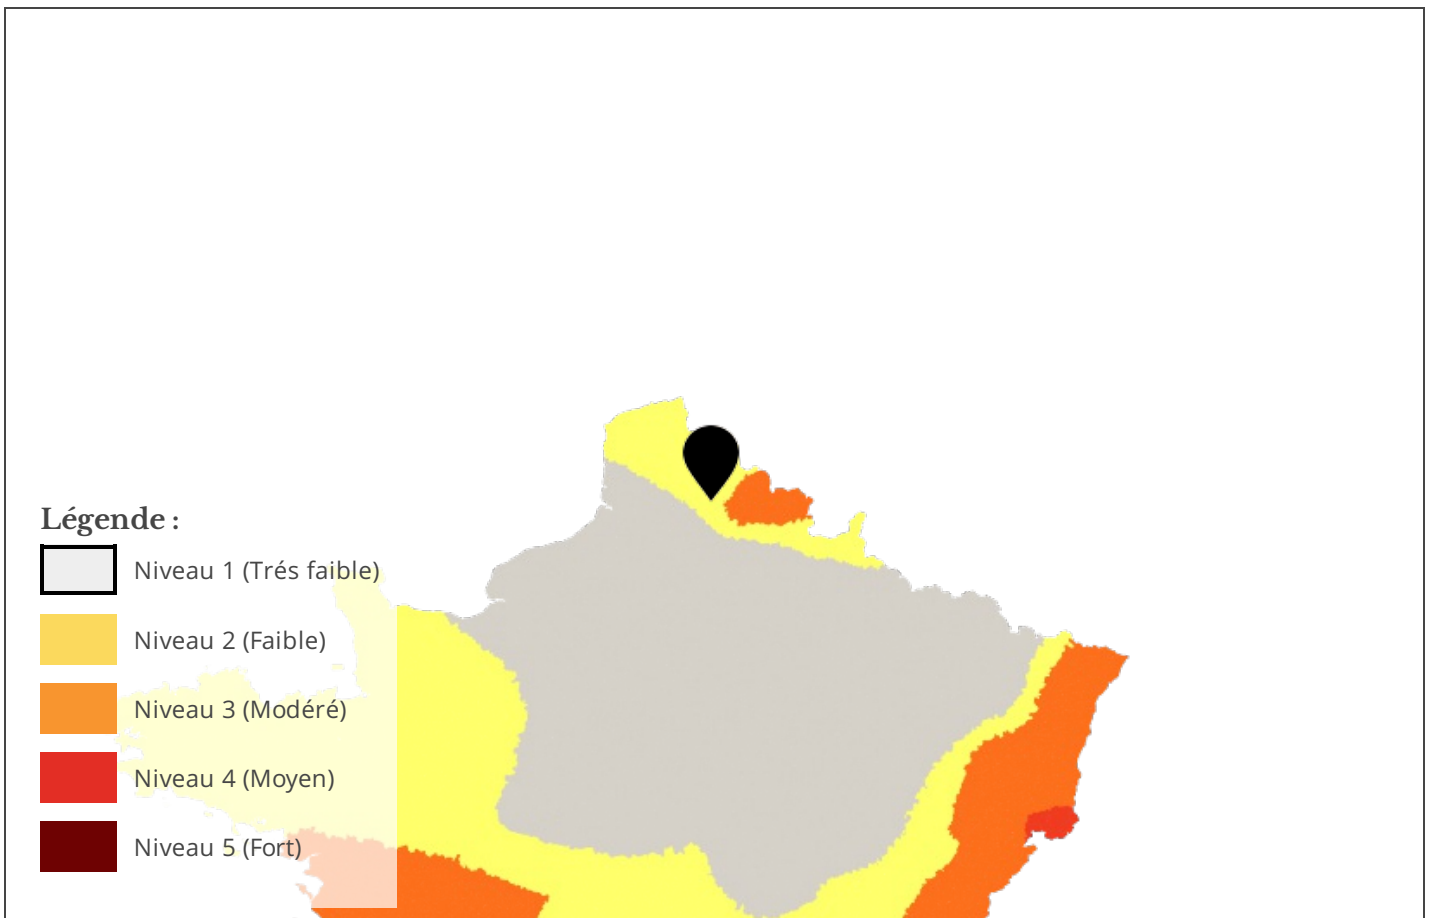 Légende :
Niveau 1 (Trés faible)
Niveau 2 (Faible)
Niveau 3 (Modéré)
Niveau 4 (Moyen)
Niveau 5 (Fort)